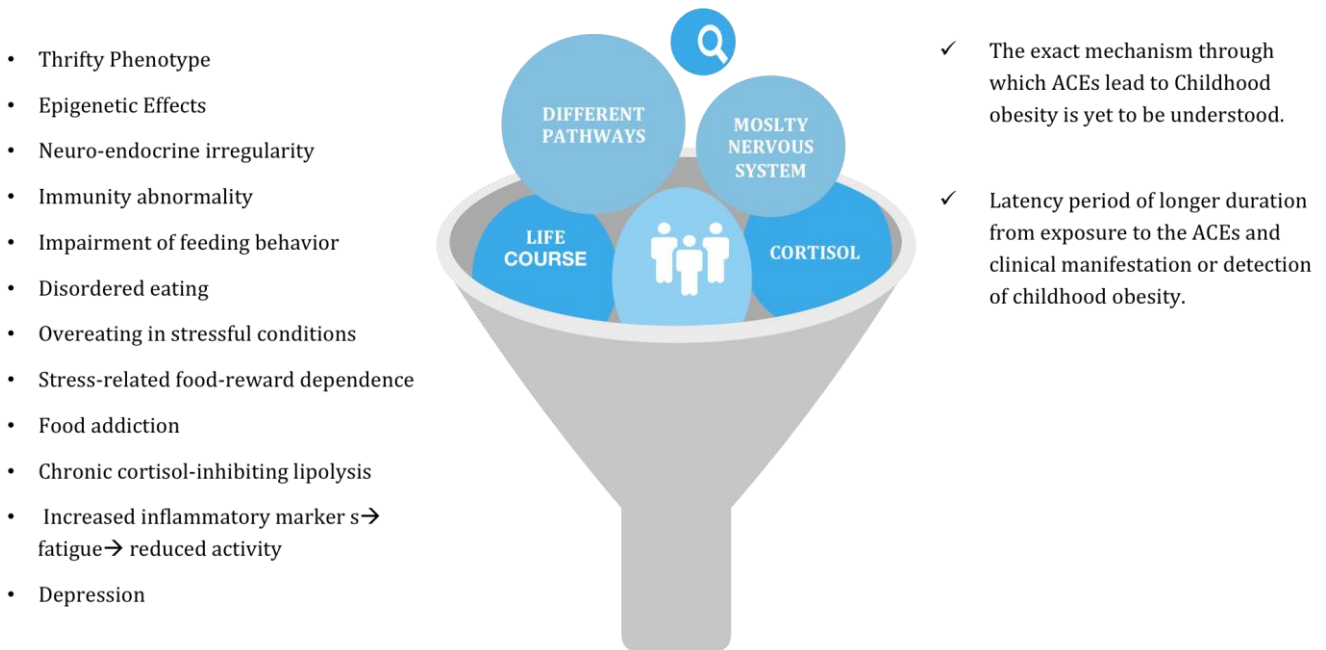 • Thrifty Phenotype
• Epigenetic Effects
• Neuro-endocrine irregularity
• Immunity abnormality
• Impairment of feeding behavior
• Disordered eating
• Overeating in stressful conditions
• Stress-related food-reward dependence
• Food addiction
• Chronic cortisol-inhibiting lipolysis
• Increased inflammatory marker s→
fatigue→ reduced activity
• Depression
DIFFERENT
PATHWAYS
MOSLTY
NERVOUS
SYSTEM
LIFE
COURSE
CORTISOL
✓ The exact mechanism through
which ACEs lead to Childhood
obesity is yet to be understood.
✓ Latency period of longer duration
from exposure to the ACEs and
clinical manifestation or detection
of childhood obesity.